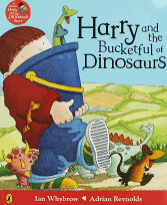 Harry and the
Bucketful of
Dinosaurs
Ian Whybrow
Adrian Reynolds